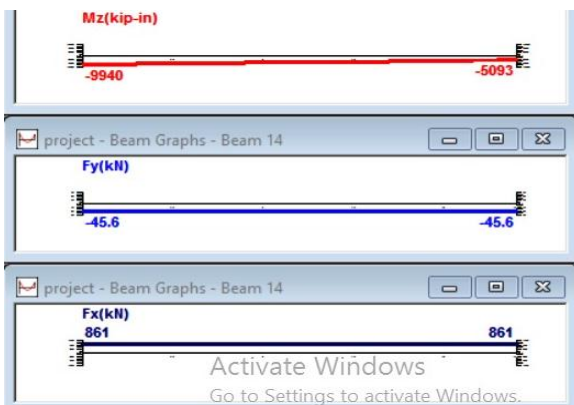 Mz(kip-in)
-9940
-5093
project - Beam Graphs - Beam 14
Fy(kN)
-45.6 -45.6
project - Beam Graphs - Beam 14
Fx(kN)
861 861
Activate Windows
Go to Settings to activate Windows.